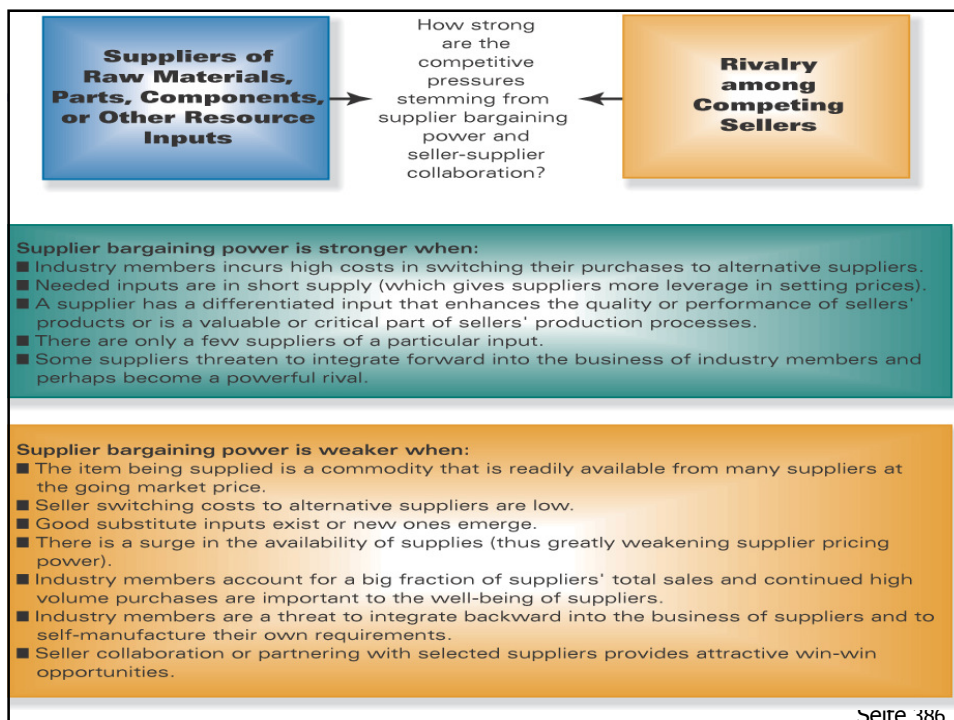 Suppliers of
Raw Materials,
Parts, Components,
or Other Resource
Inputs
How strong
are the
competitive
pressures
stemming from
supplier bargaining
power and
seller-supplier
collaboration?
Rivalry
among
Competing
Sellers
Supplier bargaining power is stronger when:
■ Industry members incurs high costs in switching their purchases to alternative suppliers.
■ Needed inputs are in short supply (which gives suppliers more leverage in setting prices).
■ A supplier has a differentiated input that enhances the quality or performance of sellers'
products or is a valuable or critical part of sellers' production processes.
■ There are only a few suppliers of a particular input.
■ Some suppliers threaten to integrate forward into the business of industry members and
perhaps become a powerful rival.
Supplier bargaining power is weaker when:
■ The item being supplied is a commodity that is readily available from many suppliers at
the going market price.
■ Seller switching costs to alternative suppliers are low.
■ Good substitute inputs exist or new ones emerge.
■ There is a surge in the availability of supplies (thus greatly weakening supplier pricing
power).
■ Industry members account for a big fraction of suppliers' total sales and continued high
volume purchases are important to the well-being of suppliers.
■ Industry members are a threat to integrate backward into the business of suppliers and to
self-manufacture their own requirements.
■ Seller collaboration or partnering with selected suppliers provides attractive win-win
opportunities.
Seite 386